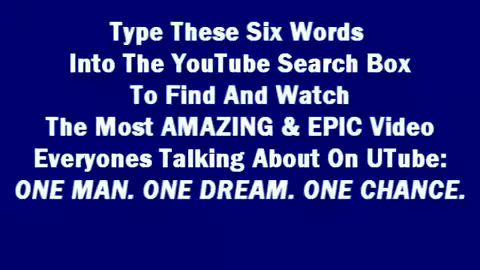 Type These Six Words
Into The YouTube Search Box
To Find And Watch
The Most AMAZING & EPIC Video
Everyones Talking About On UTube:
ONE MAN. ONE DREAM. ONE CHANCE.